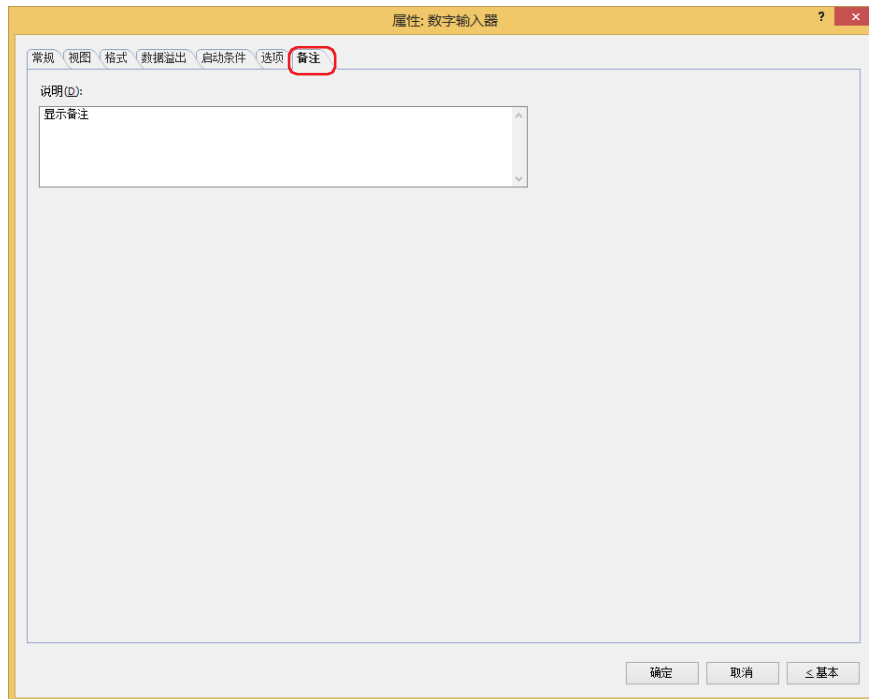 属性: 数字输入器
? ×
常规 视图 格式 数据溢出 启动条件 选项 备注
说明(D):
显示备注
确定 取消 ≤基本